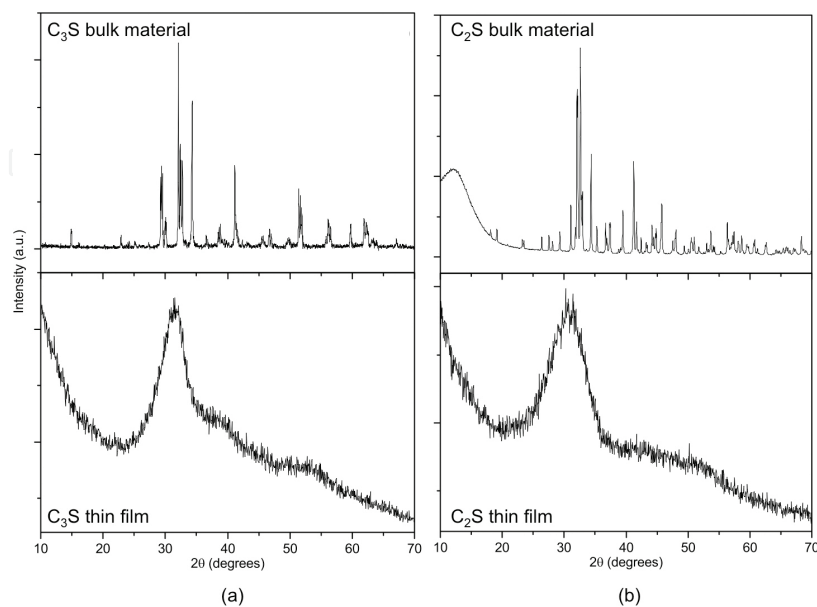 C₃S bulk material
C₂S bulk material
Intensity (a.u.)
C₃S thin film
C₂S thin film
10 20 30 40 50 60 70
10 20 30 40 50 60 70
2θ (degrees)
2θ (degrees)
(a)
(b)